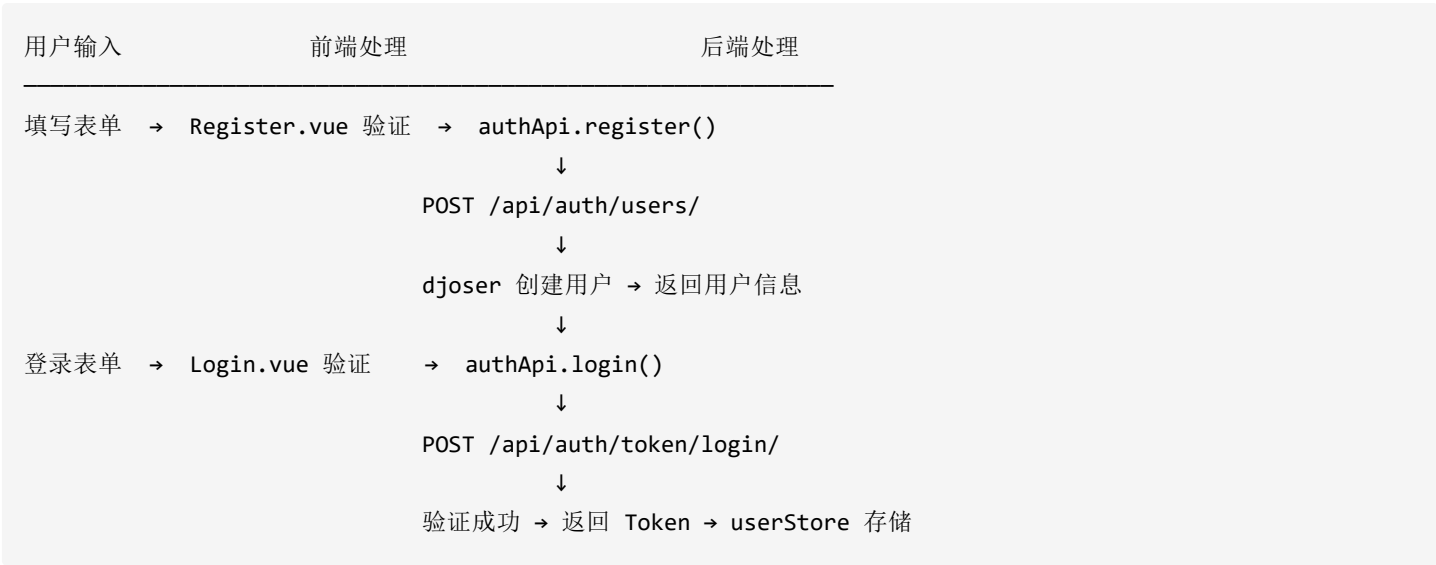 用户输入 前端处理 后端处理
填写表单 → Register.vue 验证 → authApi.register()
↓
POST /api/auth/users/
↓
djoser 创建用户 → 返回用户信息
↓
登录表单 → Login.vue 验证 → authApi.login()
↓
POST /api/auth/token/login/
↓
验证成功 → 返回 Token → userStore 存储